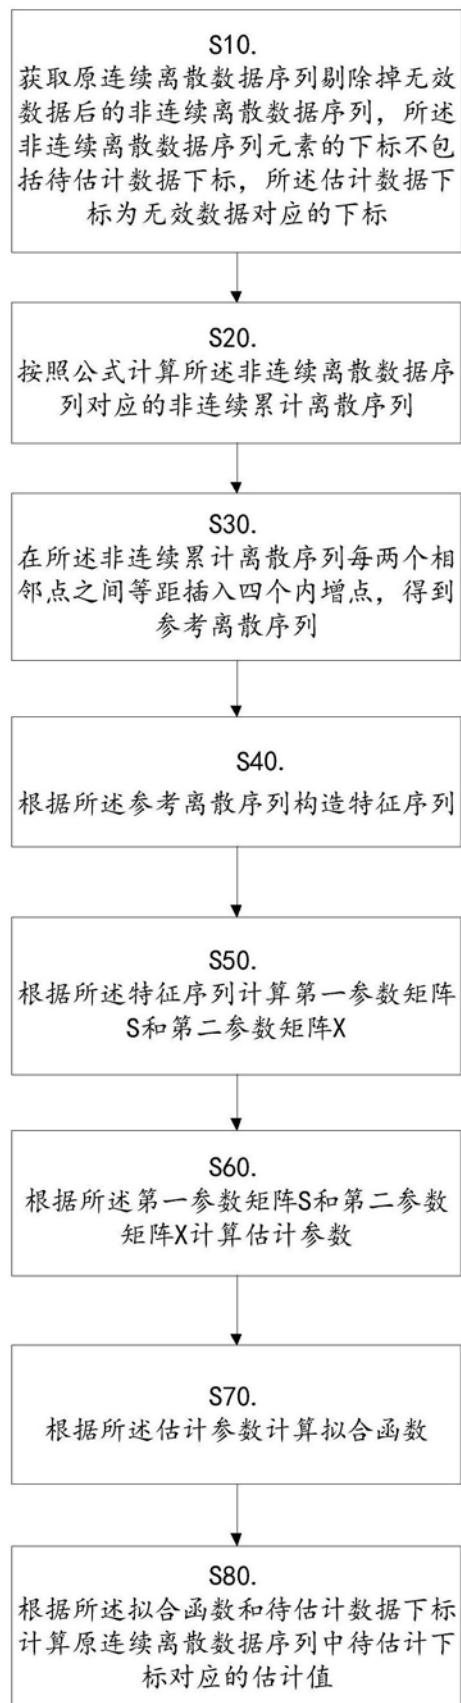 S10.
获取原连续离散数据序列剔除掉无效
数据后的非连续离散数据序列，所述
非连续离散数据序列元素的下标不包
括待估计数据下标，所述估计数据下
标为无效数据对应的下标
S20.
按照公式计算所述非连续离散数据序
列对应的非连续累计离散序列
S30.
在所述非连续累计离散序列每两个相
邻点之间等距插入四个内增点，得到
参考离散序列
S40.
根据所述参考离散序列构造特征序列
S50.
根据所述特征序列计算第一参数矩阵
S和第二参数矩阵X
S60.
根据所述第一参数矩阵S和第二参数
矩阵X计算估计参数
S70.
根据所述估计参数计算拟合函数
S80.
根据所述拟合函数和待估计数据下标
计算原连续离散数据序列中待估计下
标对应的估计值